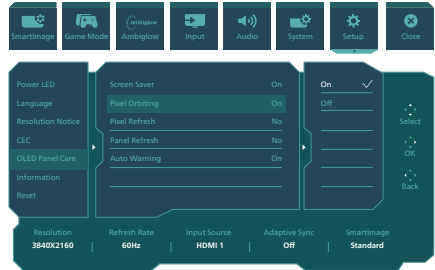 SmartImage Game Mode Ambiglow Input Audio System Setup Close
ambiglow
Power LED Screen Saver On On
Language Pixel Orbiting On Off
Resolution Notice Pixel Refresh No Select
CEC Panel Refresh No OK
OLED Panel Care Auto Warning On
Information Back
Reset
Resolution Refresh Rate Input Source Adaptive Sync SmartImage
3840X2160 60Hz HDMI 1 Off Standard